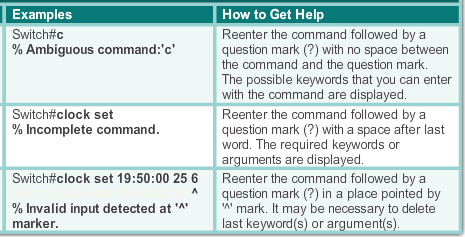 Examples
How to Get Help
Switch#c
% Ambiguous command:'c'
Reenter the command followed by a
question mark (?) with no space between
the command and the question mark.
The possible keywords that you can enter
with the command are displayed.
Switch#clock set
% Incomplete command.
Reenter the command followed by a
question mark (?) with a space after last
word. The required keywords or
arguments are displayed.
Switch#clock set 19:50:00 25 6
^
% Invalid input detected at '^'
marker.
Reenter the command followed by a
question mark (?) in a place pointed by
'^' mark. It may be necessary to delete
last keyword(s) or argument(s).